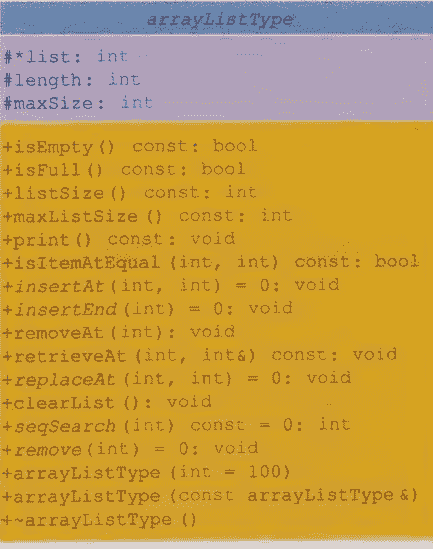 arrayListType
#*list: int
#length: int
#maxSize: int
+isEmpty() const: bool
+isFull() const: bool
+listSize() const: int
+maxListSize() const: int
+print() const: void
+isItemAtEqual(int, int) const: bool
+insertAt(int, int) = 0: void
+insertEnd(int) = 0: void
+removeAt(int): void
+retrieveAt(int, int&) const: void
+replaceAt(int, int) = 0: void
+clearList(): void
+seqSearch(int) const = 0: int
+remove(int) = 0: void
+arrayListType(int = 100)
+arrayListType(const arrayListType&)
+~arrayListType()